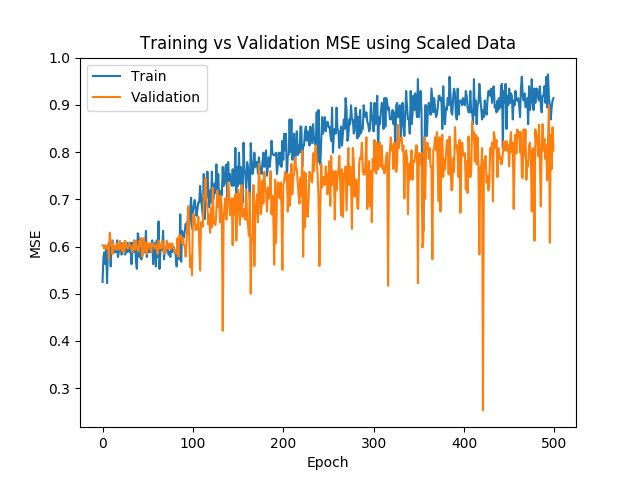 Training vs Validation MSE using Scaled Data
1.0
Train
Validation
0.9
0.8
0.7
MSE
0.6
0.5
0.4
0.3
0 100 200 300 400 500
Epoch